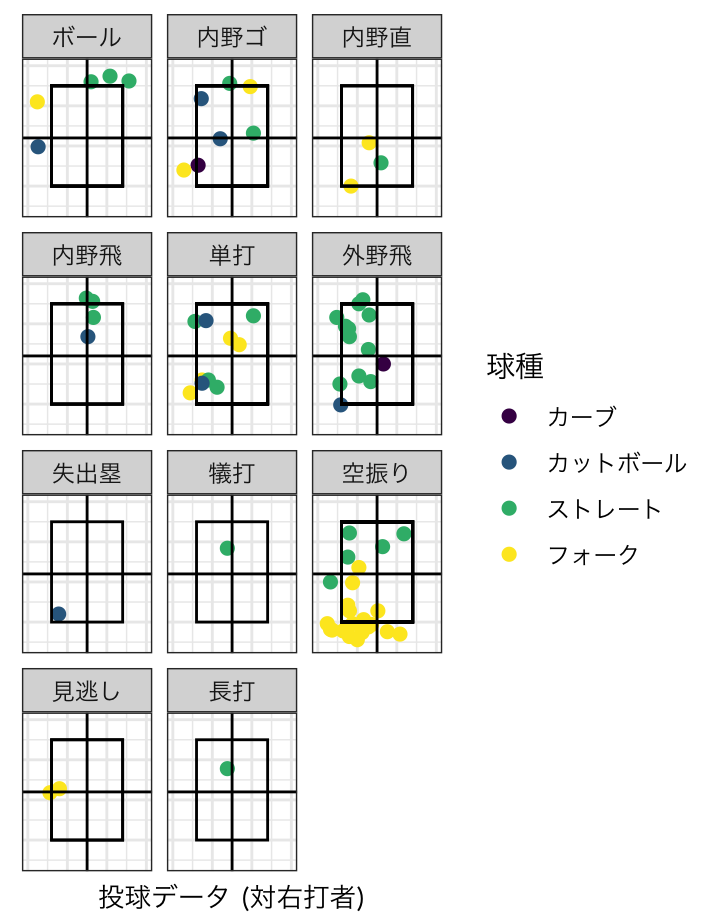 ボール
内野ゴ
内野直
内野飛
単打
外野飛
失出塁
犠打
空振り
見逃し
長打
球種
カーブ
カットボール
ストレート
フォーク
投球データ (対右打者)